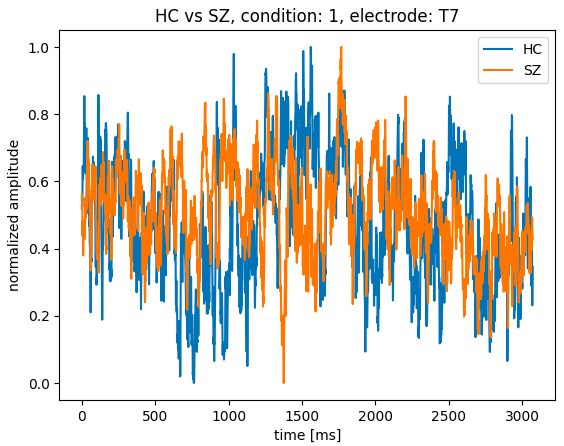 HC vs SZ, condition: 1, electrode: T7
HC
SZ
normalized amplitude
1.0
0.8
0.6
0.4
0.2
0.0
0 500 1000 1500 2000 2500 3000
time [ms]